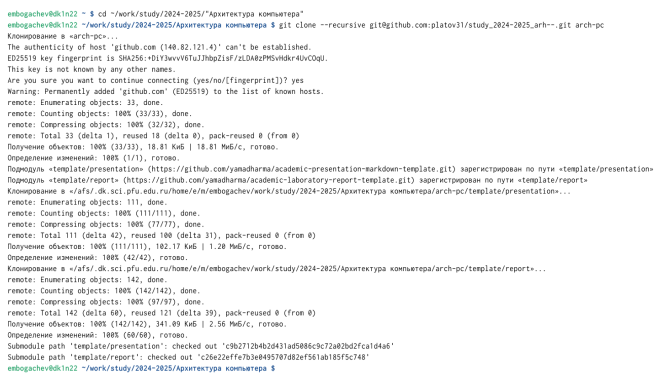 embogachev@dk1n22 ~ $ cd ~/work/study/2024-2025/"Архитектура компьютера"
embogachev@dk1n22 ~/work/study/2024-2025/Архитектура компьютера $ git clone --recursive git@github.com:platov31/study_2024-2025_arh--.git arch-pc
Клонирование в «arch-pc»...
The authenticity of host 'github.com (140.82.121.4)' can't be established.
ED25519 key fingerprint is SHA256:+DiY3wvvV6TuJJhbpZisF/zLDA0zPMSvHdkr4UvCOqU.
This key is not known by any other names.
Are you sure you want to continue connecting (yes/no/[fingerprint])? yes
Warning: Permanently added 'github.com' (ED25519) to the list of known hosts.
remote: Enumerating objects: 33, done.
remote: Counting objects: 100% (33/33), done.
remote: Compressing objects: 100% (32/32), done.
remote: Total 33 (delta 1), reused 18 (delta 0), pack-reused 0 (from 0)
Получение объектов: 100% (33/33), 18.81 КиБ | 18.81 МиБ/с, готово.
Определение изменений: 100% (1/1), готово.
Подмодуль «template/presentation» (https://github.com/yamadharma/academic-presentation-markdown-template.git) зарегистрирован по пути «template/presentation»
Подмодуль «template/report» (https://github.com/yamadharma/academic-laboratory-report-template.git) зарегистрирован по пути «template/report»
Клонирование в «/afs/.dk.sci.pfu.edu.ru/home/e/m/embogachev/work/study/2024-2025/Архитектура компьютера/arch-pc/template/presentation»...
remote: Enumerating objects: 111, done.
remote: Counting objects: 100% (111/111), done.
remote: Compressing objects: 100% (77/77), done.
remote: Total 111 (delta 42), reused 100 (delta 31), pack-reused 0 (from 0)
Получение объектов: 100% (111/111), 102.17 КиБ | 1.20 МиБ/с, готово.
Определение изменений: 100% (42/42), готово.
Клонирование в «/afs/.dk.sci.pfu.edu.ru/home/e/m/embogachev/work/study/2024-2025/Архитектура компьютера/arch-pc/template/report»...
remote: Enumerating objects: 142, done.
remote: Counting objects: 100% (142/142), done.
remote: Compressing objects: 100% (97/97), done.
remote: Total 142 (delta 60), reused 121 (delta 39), pack-reused 0 (from 0)
Получение объектов: 100% (142/142), 341.09 КиБ | 2.56 МиБ/с, готово.
Определение изменений: 100% (60/60), готово.
Submodule path 'template/presentation': checked out 'c9b2712b4b2d431ad5086c9c72a02bd2fca1d4a6'
Submodule path 'template/report': checked out 'c26e22effe7b3e0495707d82ef561ab185f5c748'
embogachev@dk1n22 ~/work/study/2024-2025/Архитектура компьютера $